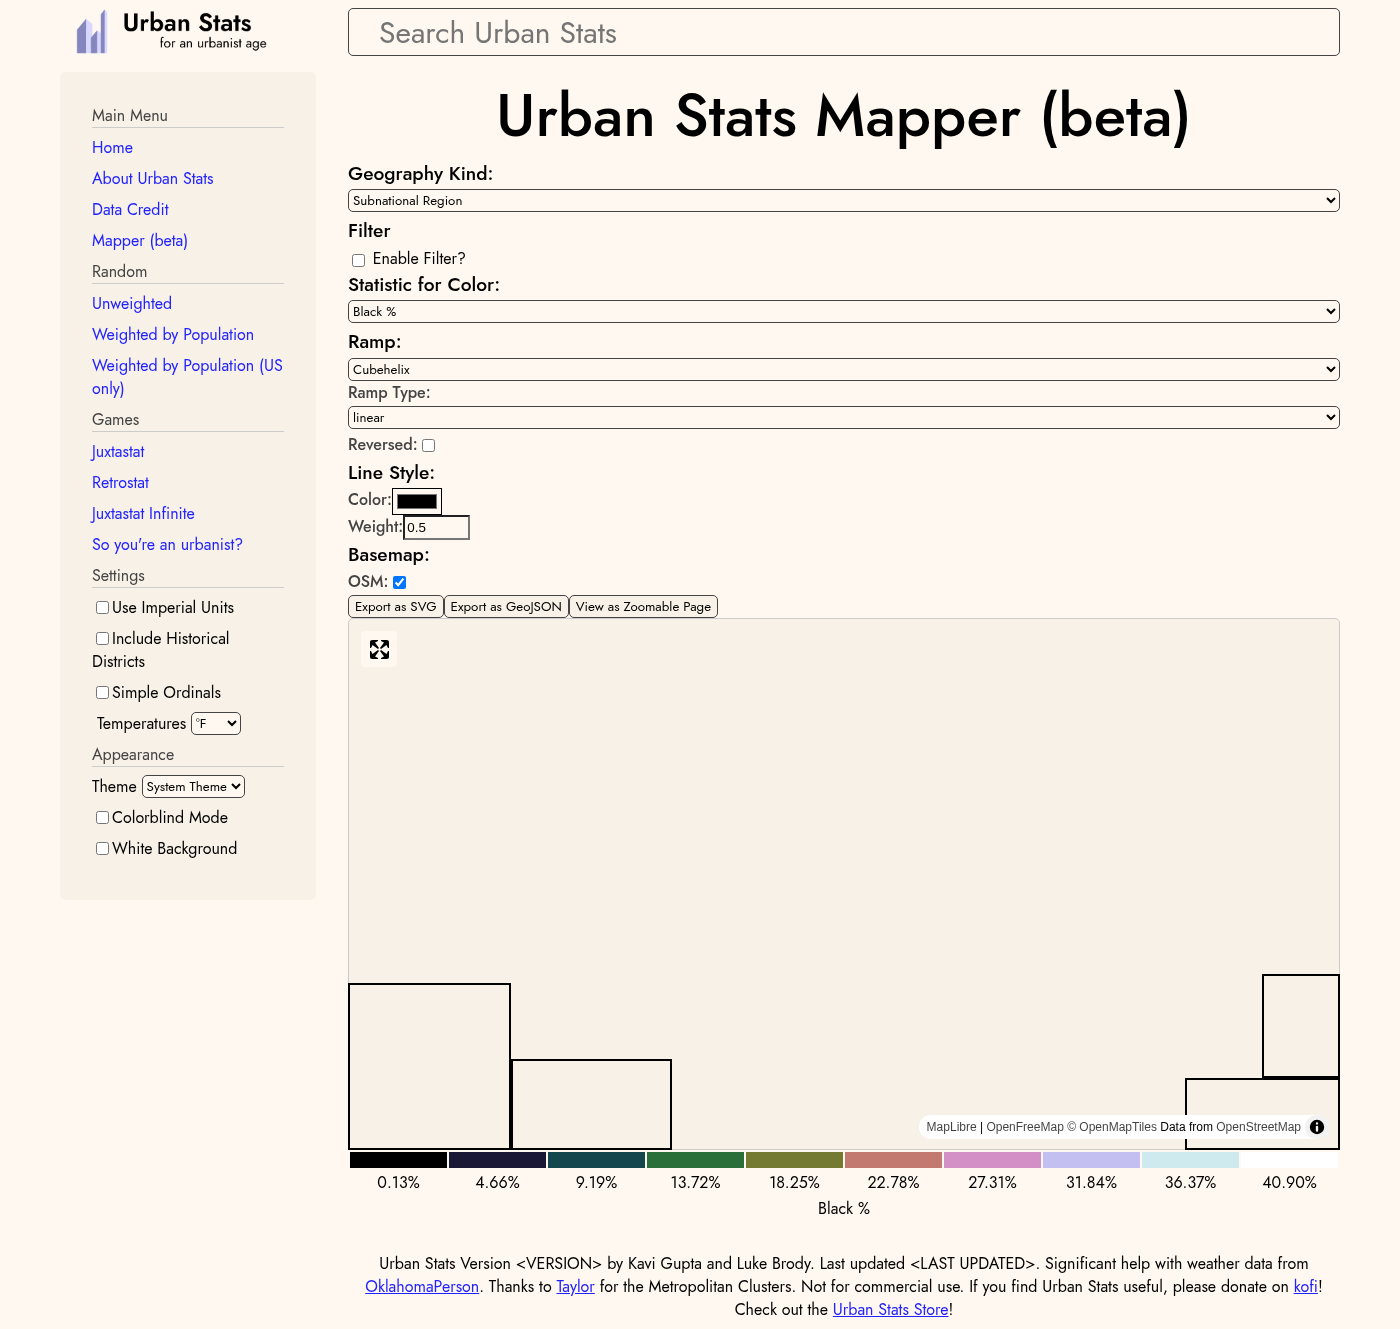 Urban Stats
for an urbanist age
Search Urban Stats
Main Menu
Home
About Urban Stats
Data Credit
Mapper (beta)
Random
Unweighted
Weighted by Population
Weighted by Population (US
only)
Games
Juxtastat
Retrostat
Juxtastat Infinite
So you're an urbanist?
Settings
Use Imperial Units
Include Historical
Districts
Simple Ordinals
Temperatures °F
Appearance
Theme System Theme
Colorblind Mode
White Background
Urban Stats Mapper (beta)
Geography Kind:
Subnational Region
Filter
Enable Filter?
Statistic for Color:
Black %
Ramp:
Cubehelix
Ramp Type:
linear
Reversed:
Line Style:
Color:
Weight: 0.5
Basemap:
OSM:
Export as SVG Export as GeoJSON View as Zoomable Page
MapLibre | OpenFreeMap © OpenMapTiles Data from OpenStreetMap
0.13% 4.66% 9.19% 13.72% 18.25% 22.78% 27.31% 31.84% 36.37% 40.90%
Black %
Urban Stats Version <VERSION> by Kavi Gupta and Luke Brody. Last updated <LAST UPDATED>. Significant help with weather data from
OklahomaPerson. Thanks to Taylor for the Metropolitan Clusters. Not for commercial use. If you find Urban Stats useful, please donate on kofi!
Check out the Urban Stats Store!